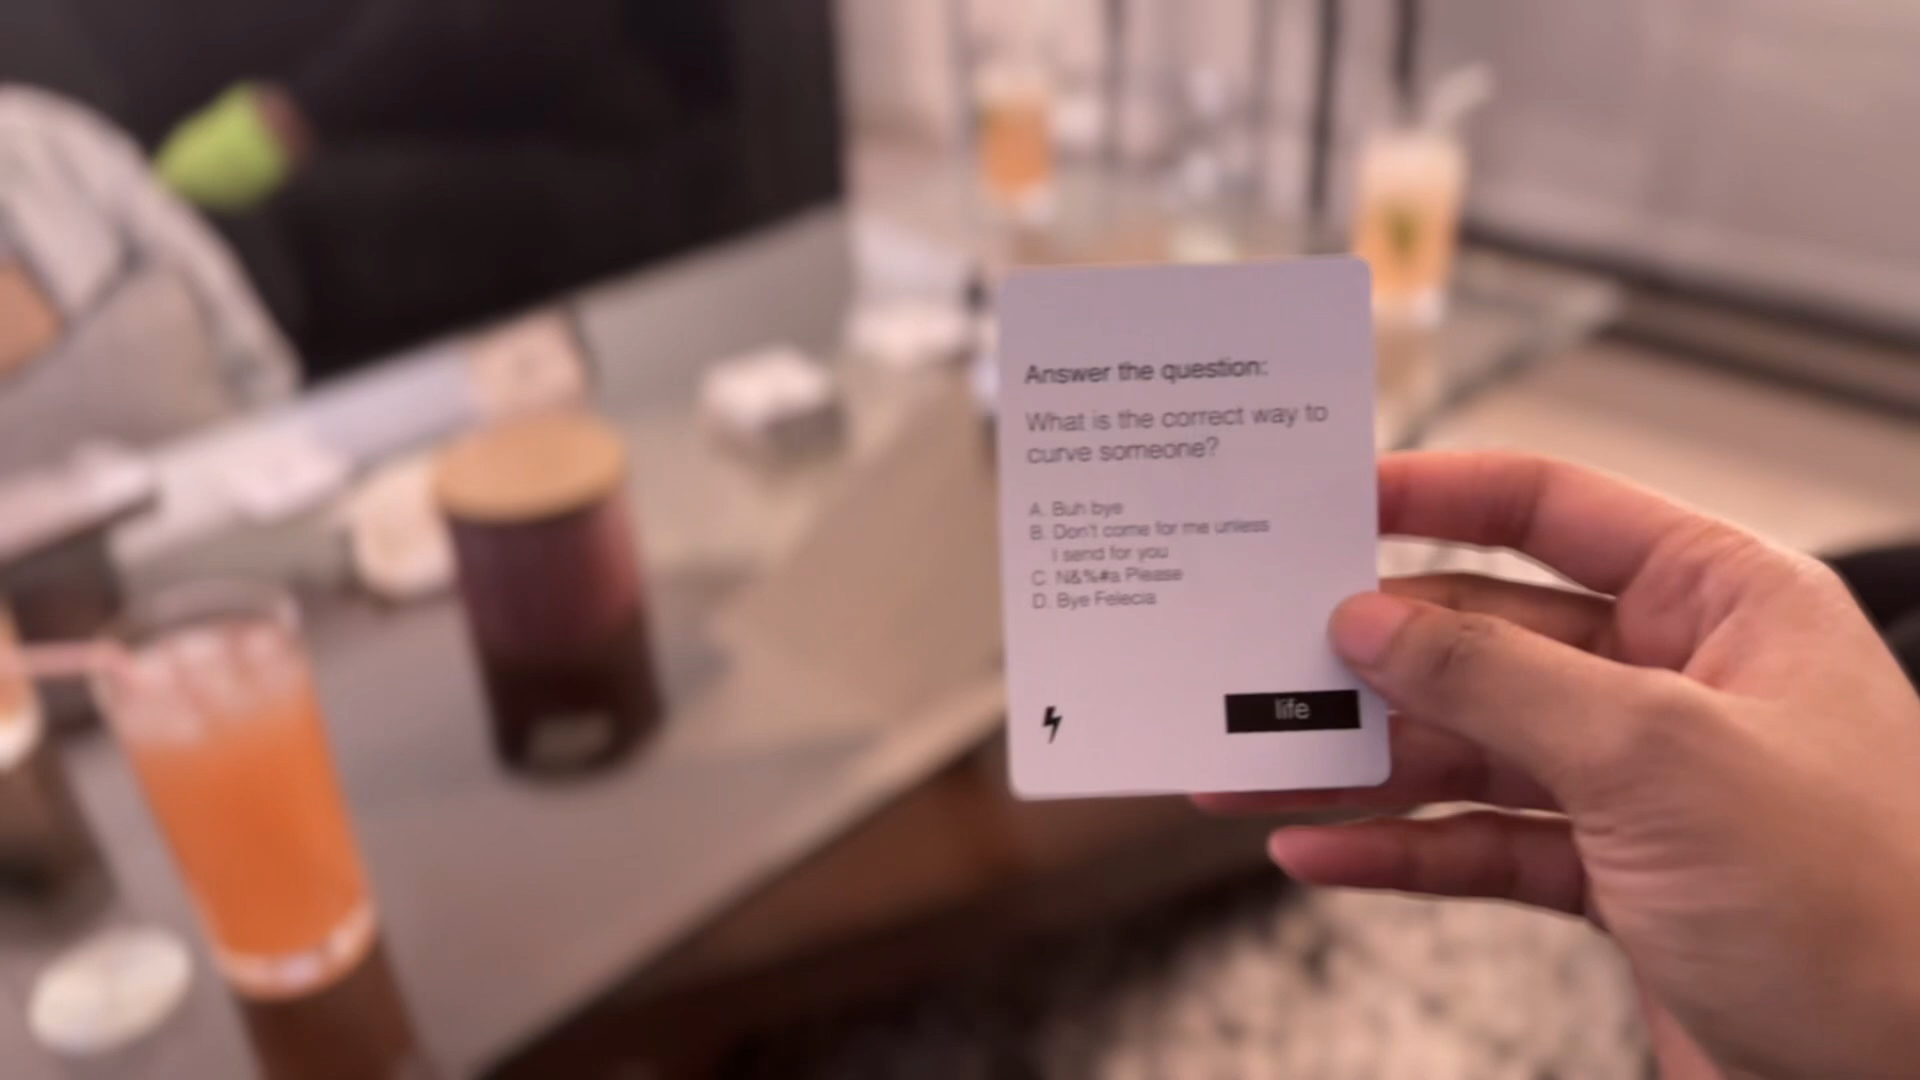 Answer the question:
What is the correct way to
curve someone?
A. Buh bye
B. Don't come for me unless
I send for you
C. N&%#a Please
D. Bye Felecia
life